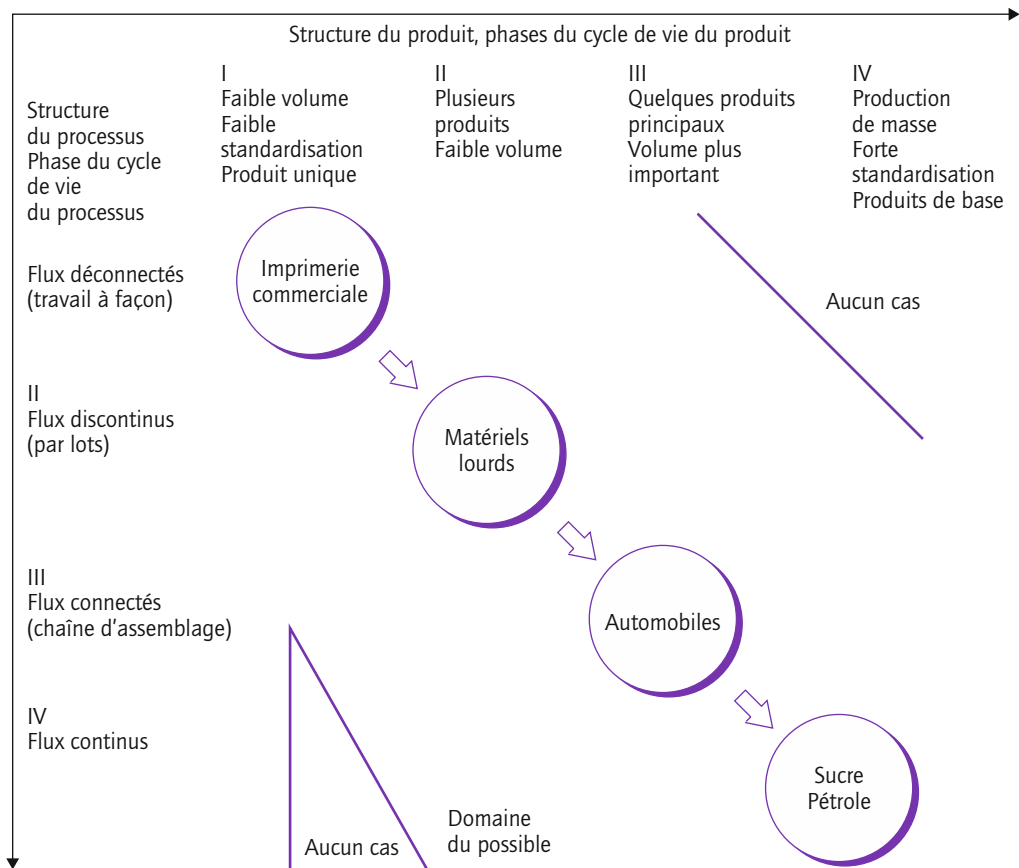 Structure du produit, phases du cycle de vie du produit
Structure
du processus
Phase du cycle
de vie
du processus
I
Faible volume
Faible
standardisation
Produit unique
II
Plusieurs
produits
Faible volume
III
Quelques produits
principaux
Volume plus
important
IV
Production
de masse
Forte
standardisation
Produits de base
Flux déconnectés
(travail à façon)
Imprimerie
commerciale
Aucun cas
II
Flux discontinus
(par lots)
Matériels
lourds
III
Flux connectés
(chaîne d'assemblage)
Automobiles
IV
Flux continus
Sucre
Pétrole
Aucun cas
Domaine
du possible